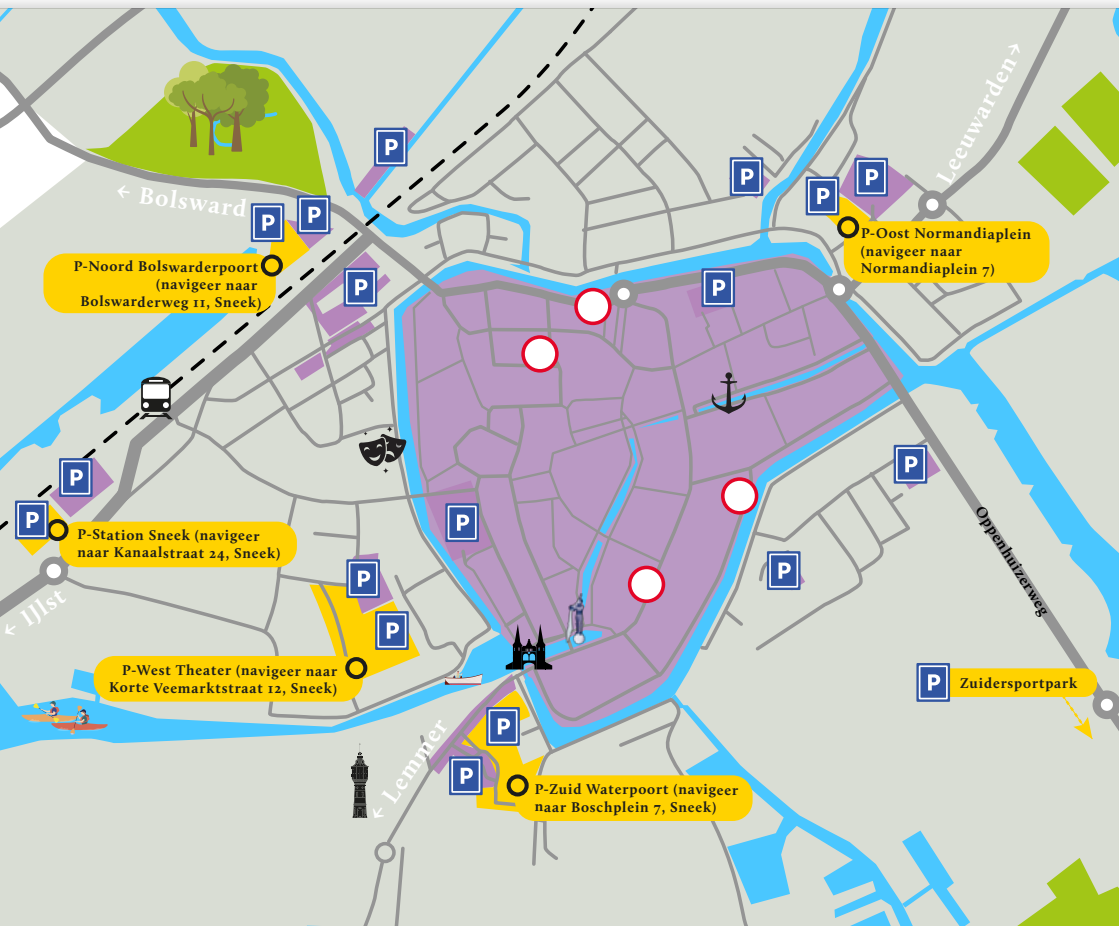 P
Leeuwarden →
P
P
P
← Bolsward
P
P
P-Oost Normandiaplein
(navigeer naar
Normandiaplein 7)
P-Noord Bolswarderpoort
(navigeer naar
Bolswarderweg 11, Sneek)
P
P
P
P
P
P
P-Station Sneek (navigeer
naar Kanaalstraat 24, Sneek)
P
Oppenhuizerweg
P
P
← IJlst
P
P-West Theater (navigeer naar
Korte Veemarktstraat 12, Sneek)
P
Zuidersportpark
P
← Lemmer
P
P-Zuid Waterpoort (navigeer
naar Boschplein 7, Sneek)